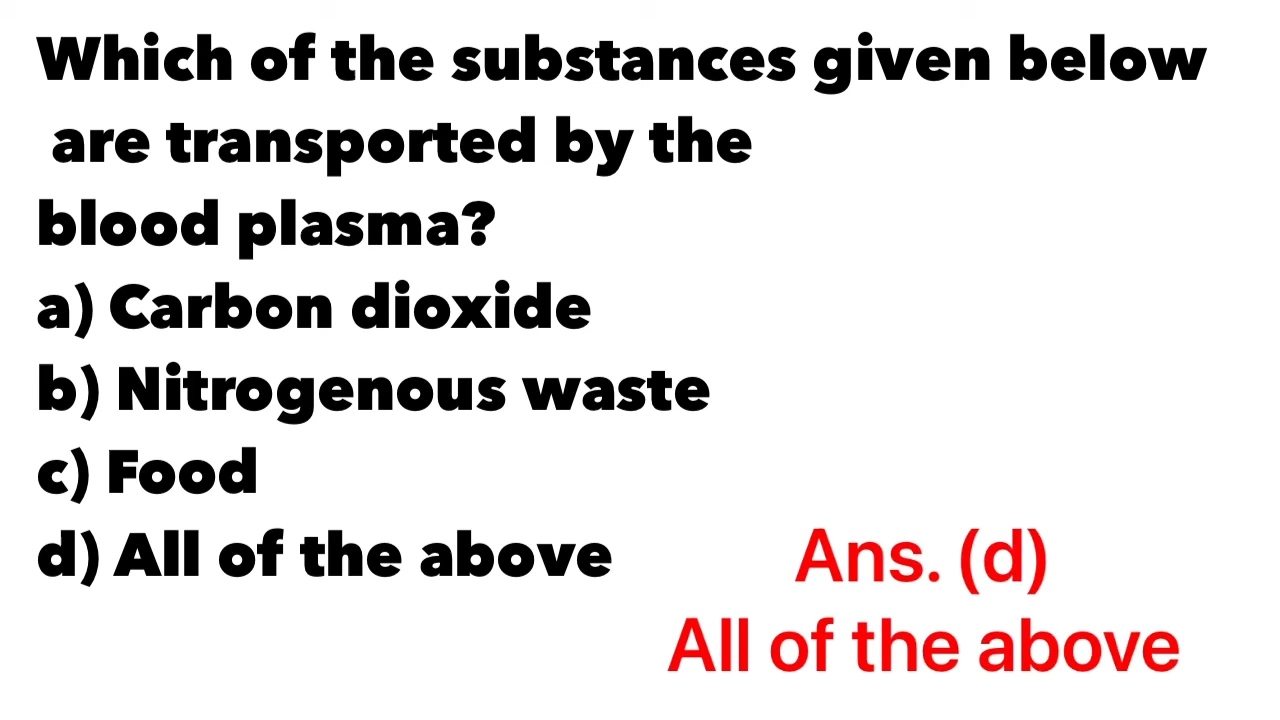 Which of the substances given below
are transported by the
blood plasma?
a) Carbon dioxide
b) Nitrogenous waste
c) Food
d) All of the above
Ans. (d)
All of the above